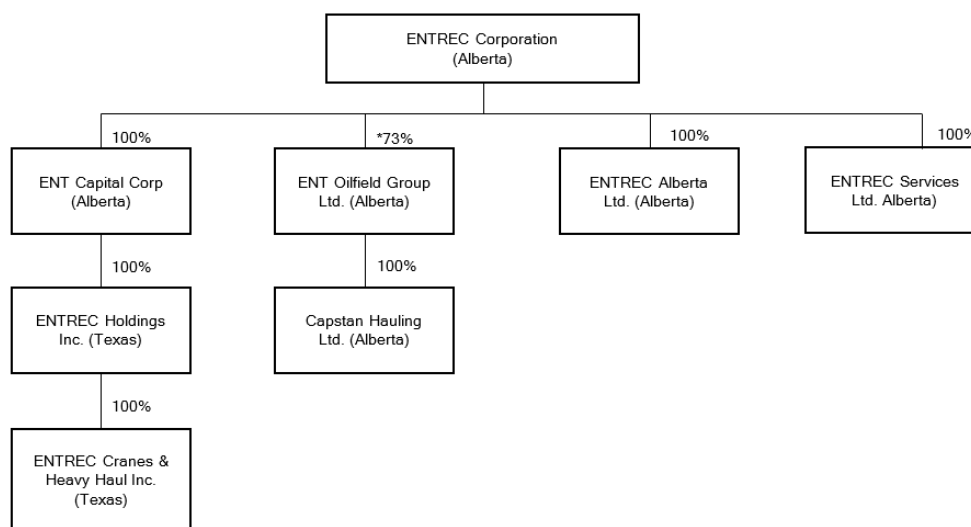 ENTREC Corporation
(Alberta)
100%
*73%
100%
100%
ENT Capital Corp
(Alberta)
ENT Oilfield Group
Ltd. (Alberta)
ENTREC Alberta
Ltd. (Alberta)
ENTREC Services
Ltd. Alberta)
100%
100%
ENTREC Holdings
Inc. (Texas)
Capstan Hauling
Ltd. (Alberta)
100%
ENTREC Cranes &
Heavy Haul Inc.
(Texas)